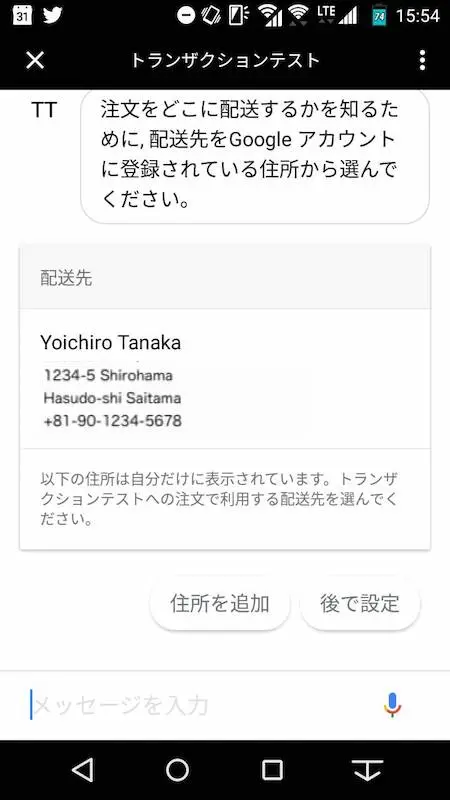 31
LTE
74
15:54
トランザクションテスト
TT
注文をどこに配送するかを知るた
めに, 配送先をGoogle アカウント
に登録されている住所から選んで
ください。
配送先
Yoichiro Tanaka
1234-5 Shirohama
Hasudo-shi Saitama
+81-90-1234-5678
以下の住所は自分だけに表示されています。トランザ
クションテストへの注文で利用する配送先を選んでく
ださい。
住所を追加
後で設定
メッセージを入力